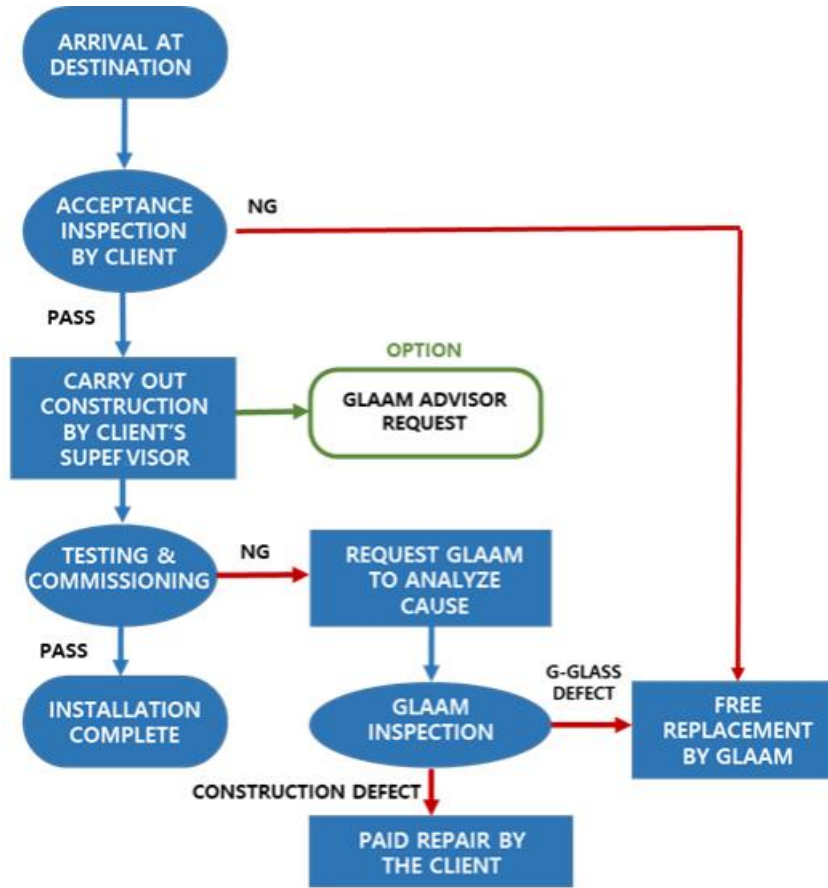 ARRIVAL AT
DESTINATION
ACCEPTANCE
INSPECTION
BY CLIENT
NG
PASS
CARRY OUT
CONSTRUCTION
BY CLIENT'S
SUPERVISOR
OPTION
GLAAM ADVISOR
REQUEST
TESTING &
COMMISSIONING
NG
REQUEST GLAAM
TO ANALYZE
CAUSE
PASS
INSTALLATION
COMPLETE
GLAAM
INSPECTION
G-GLASS
DEFECT
FREE
REPLACEMENT
BY GLAAM
CONSTRUCTION DEFECT
PAID REPAIR BY
THE CLIENT